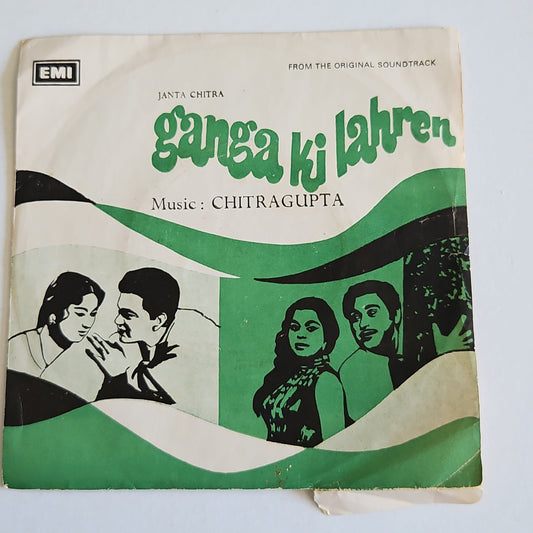 EMI
FROM THE ORIGINAL SOUNDTRACK
JANTA CHITRA
ganga ki lahren
Music : CHITRAGUPTA